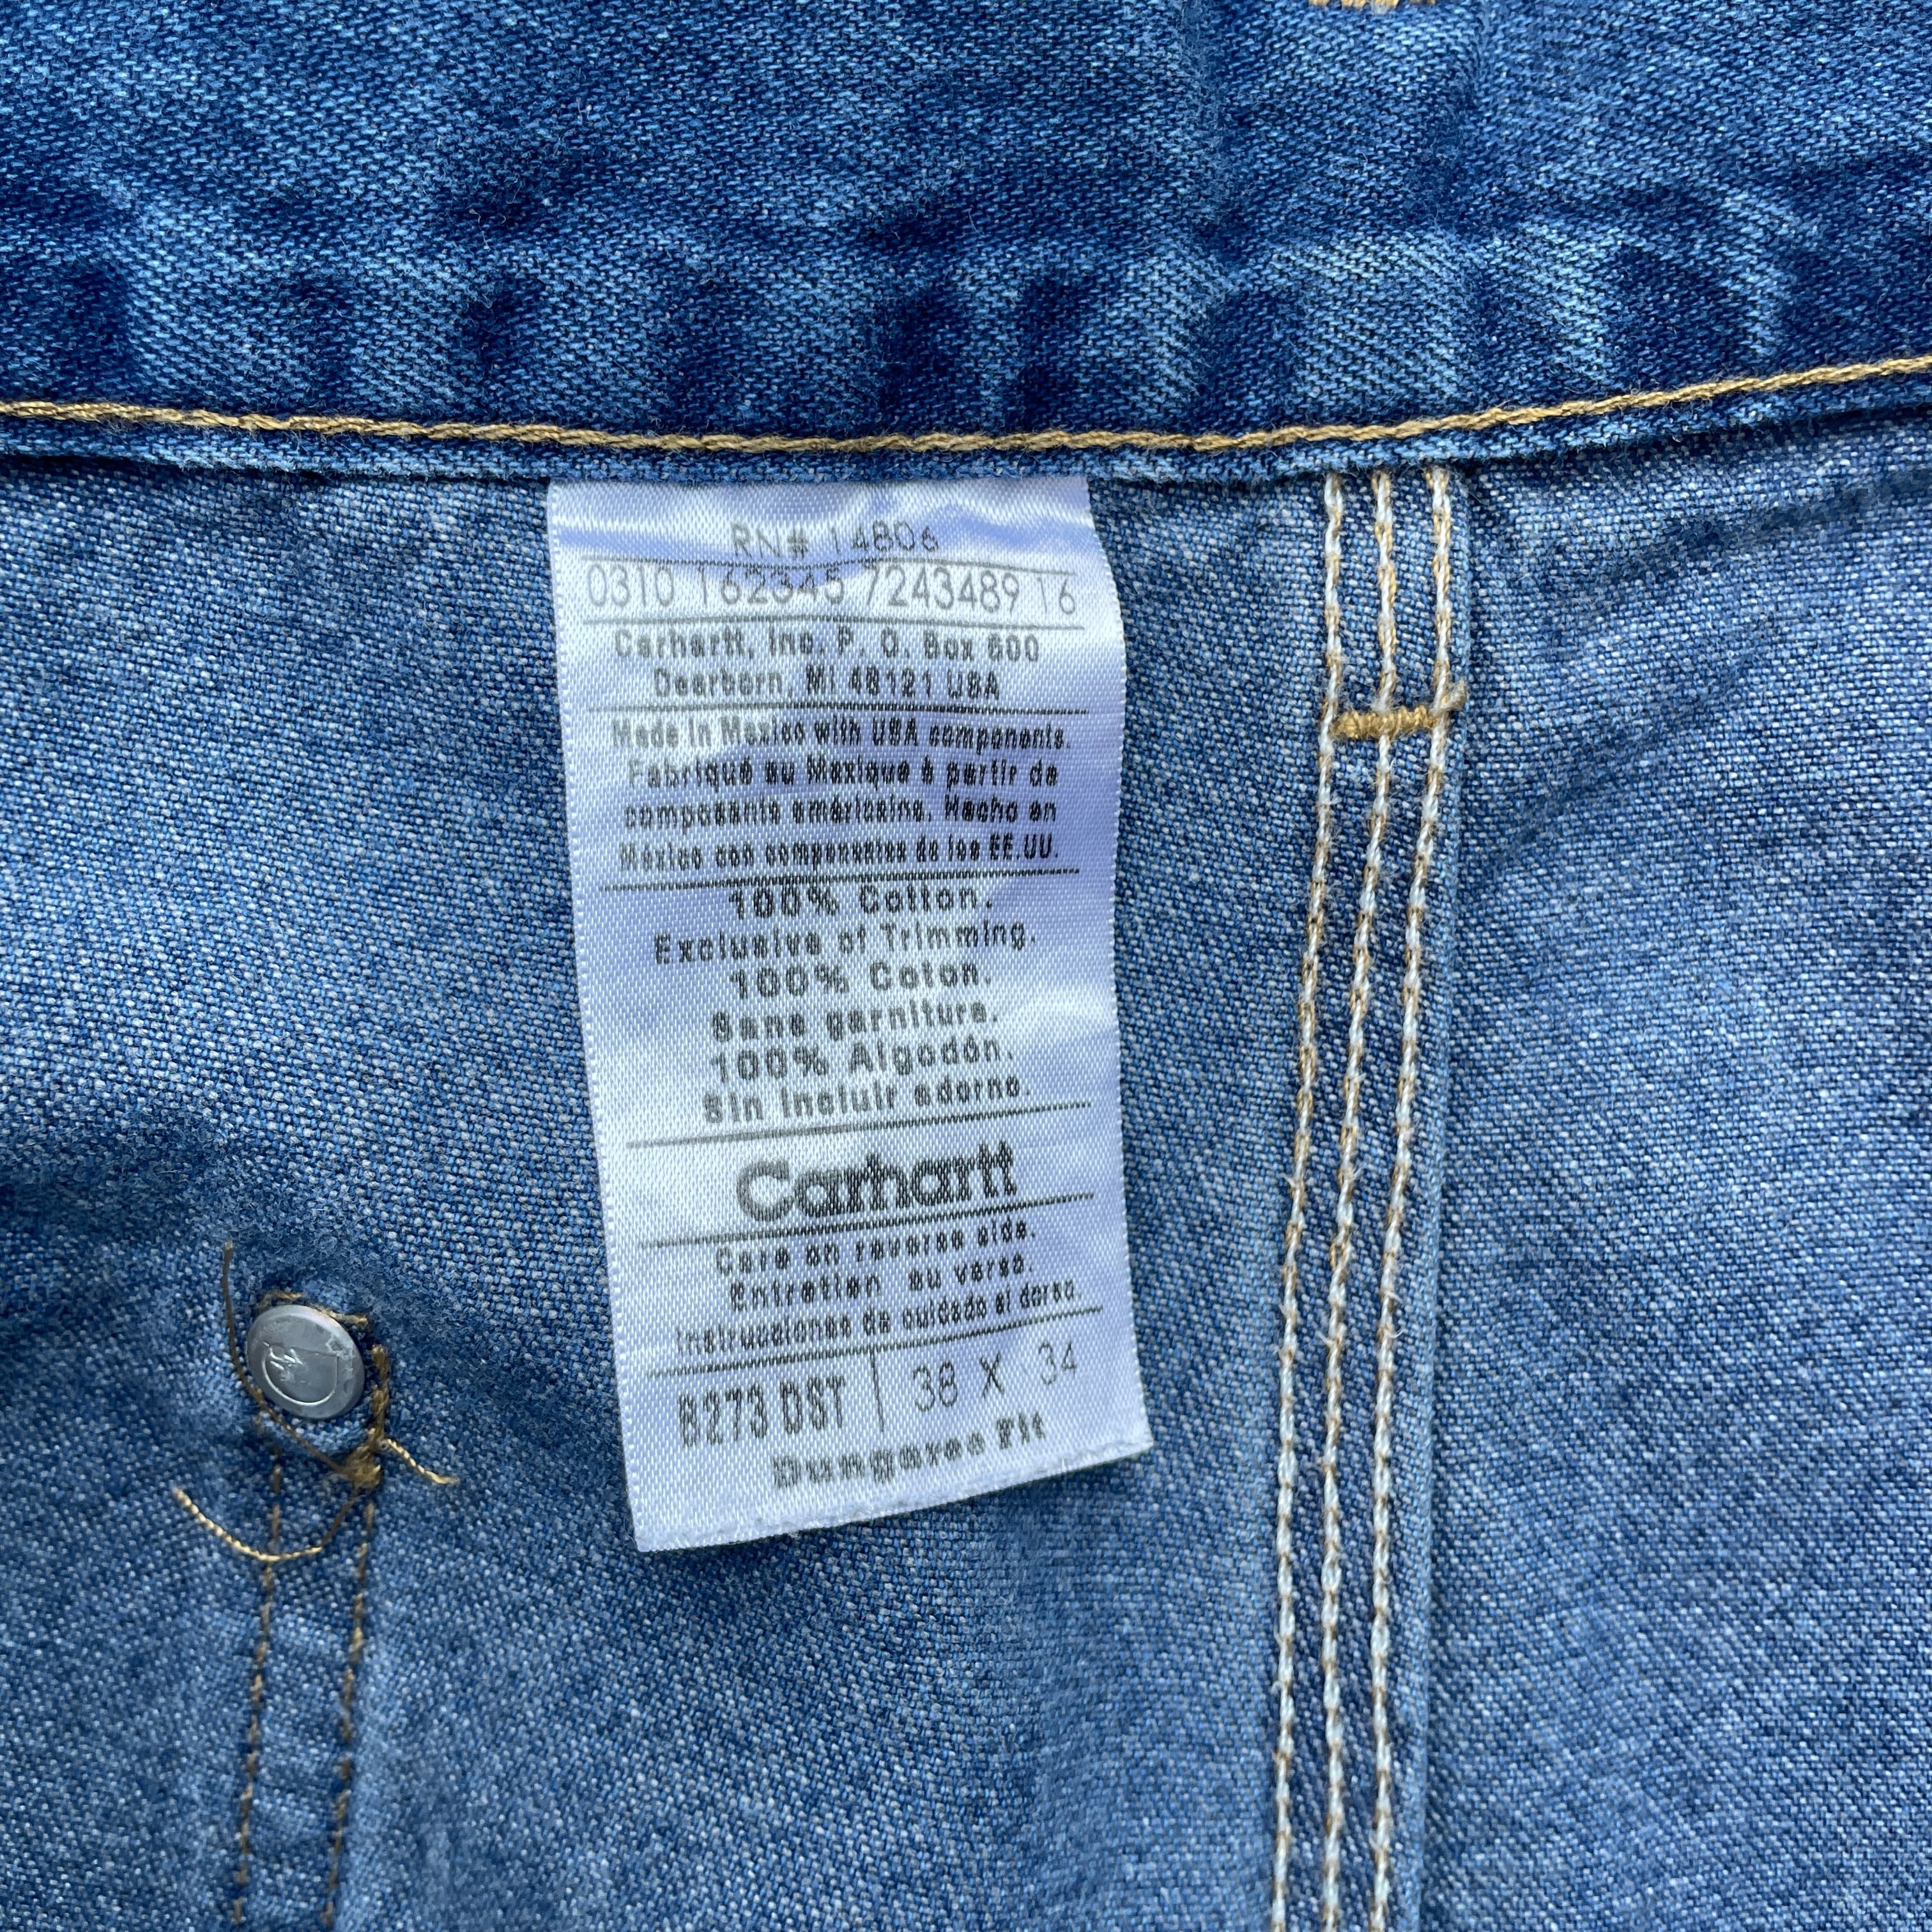 RN# 14806
0310 162345 7243489 16
Carhartt, Inc. P. O. Box 600
Dearborn, MI 48121 USA
Made in Mexico with USA components.
Fabriqué au Mexique à partir de
composants américains. Hecho en
Mexico con componentes de los EE.UU.
100% Cotton.
Exclusive of Trimming.
100% Coton.
Sans garniture.
100% Algodón.
Sin incluir adorno.
Carhartt
Care on reverse side.
Entretien au verso.
Instrucciones de cuidado al dorso.
B273 DST | 38 X 34
Dungaree Fit